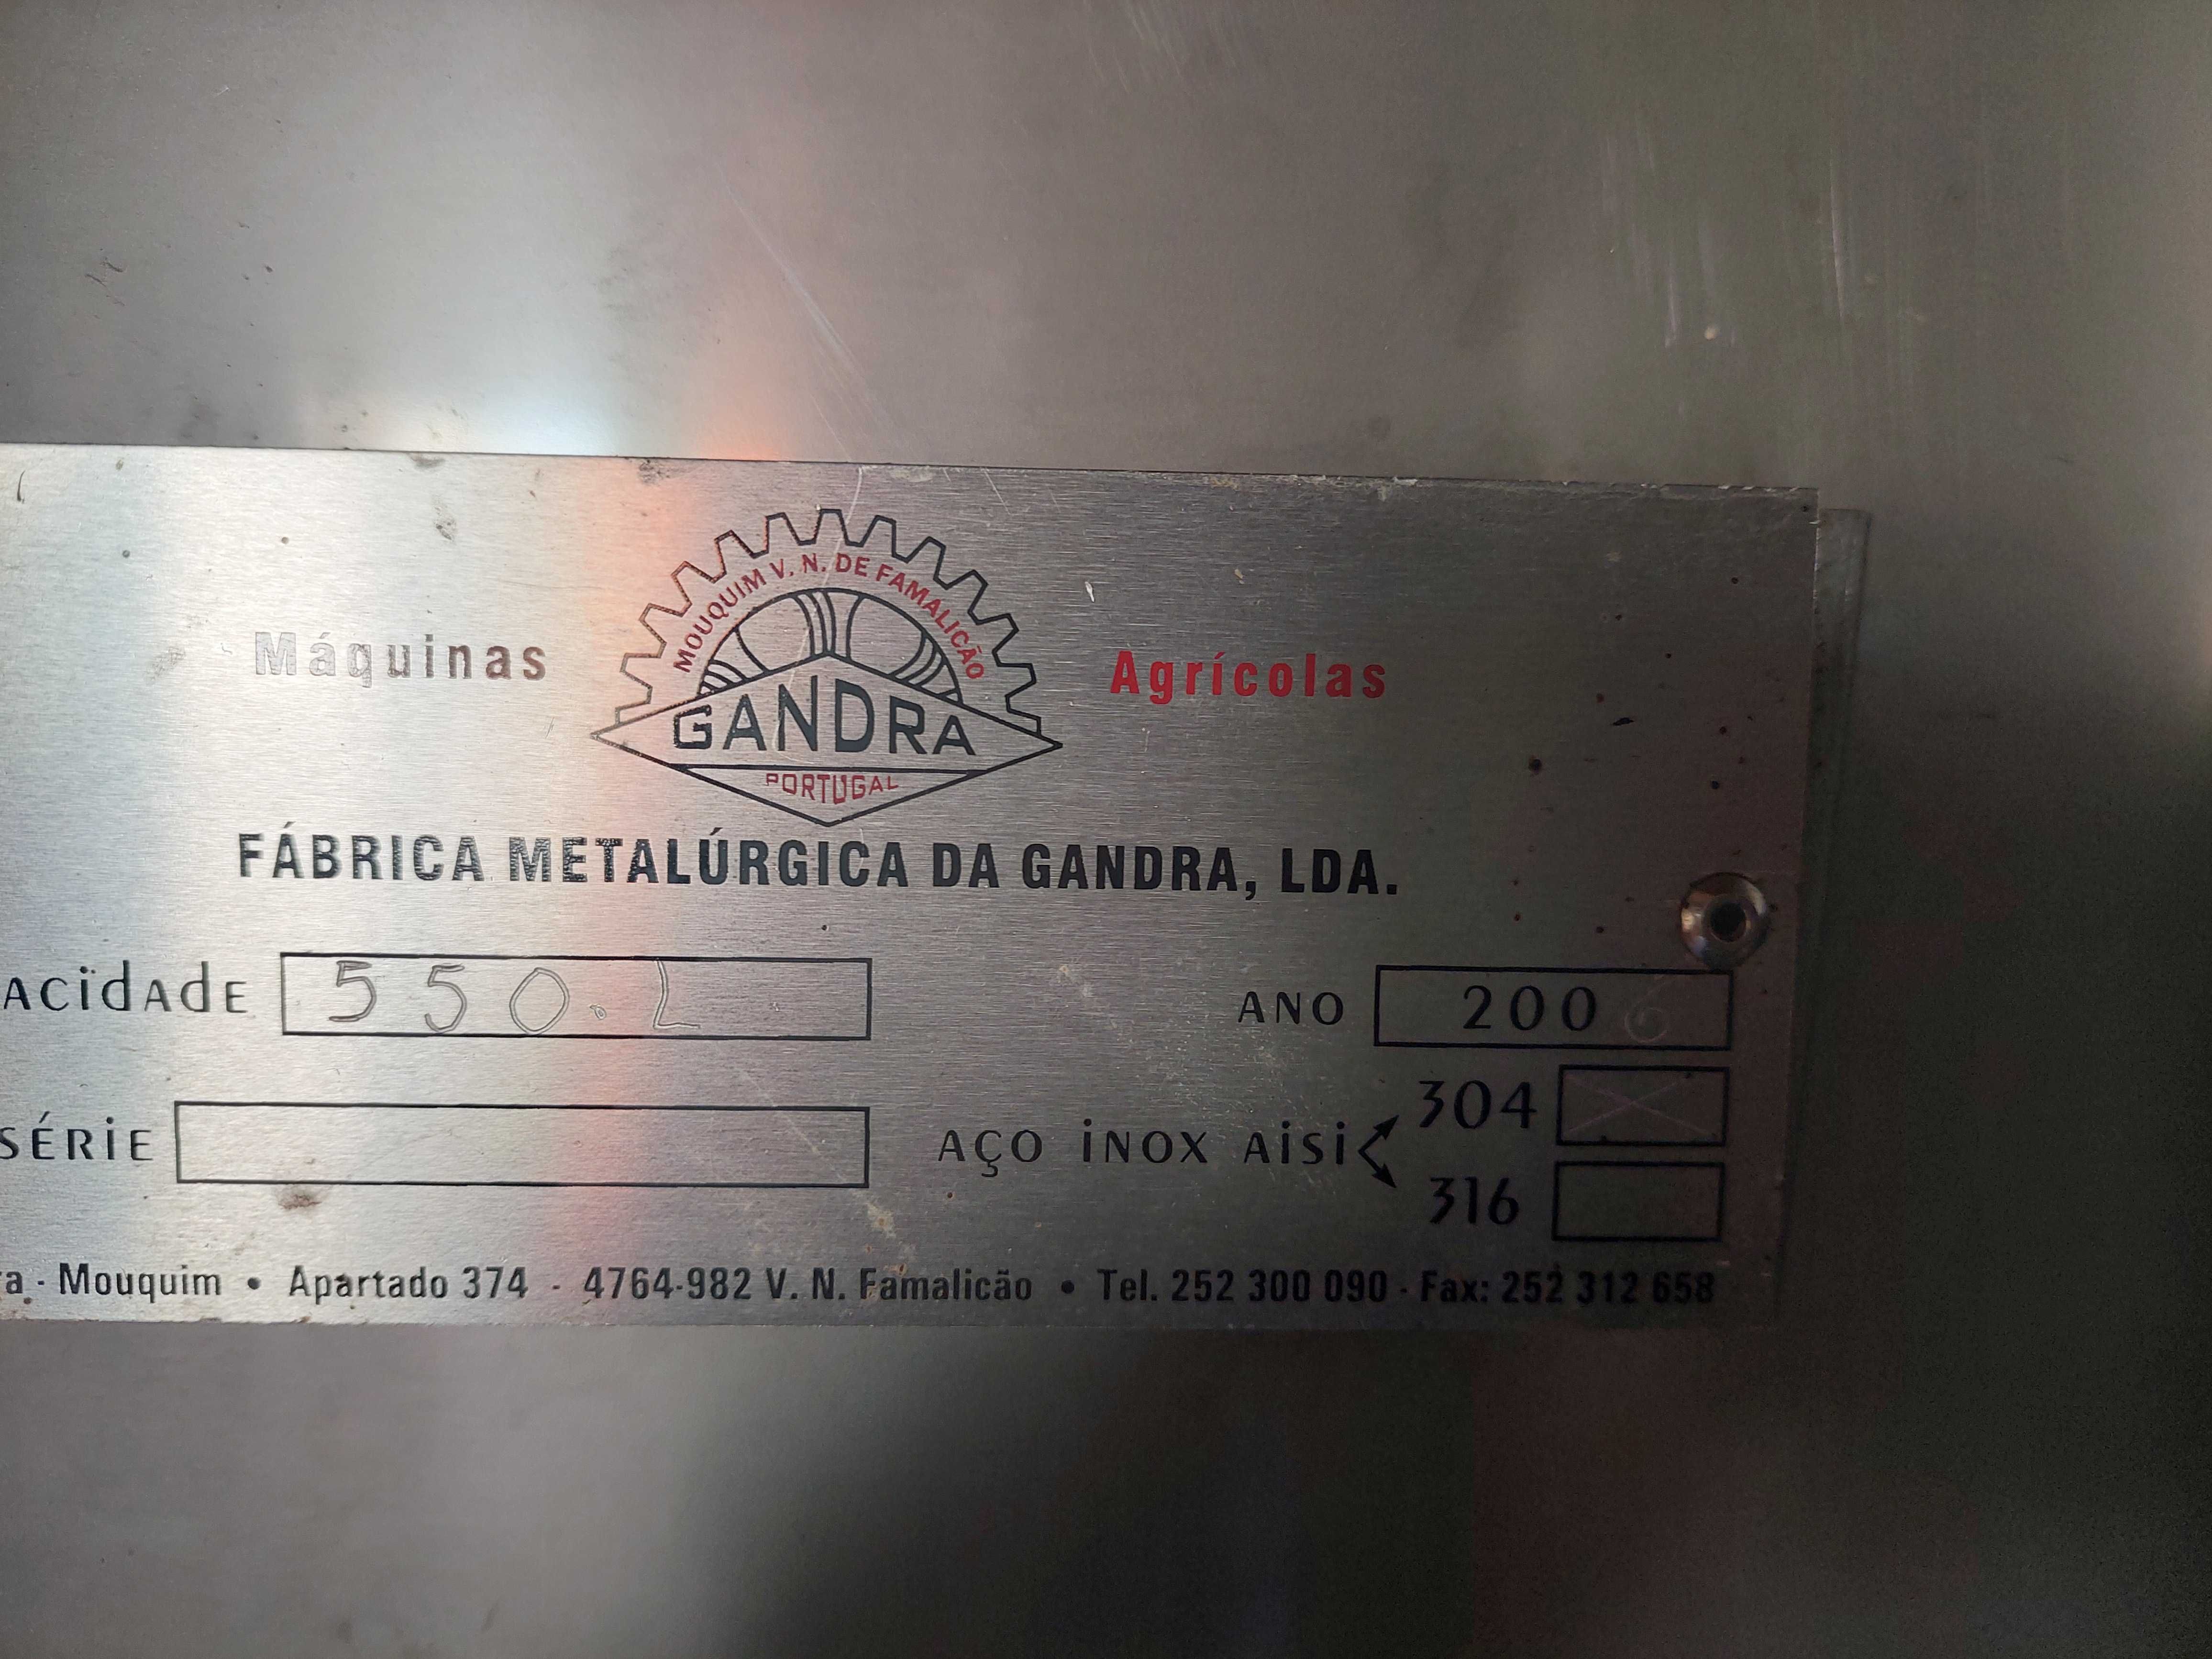 MOUQUIM V. N. DE FAMALICÃO
Máquinas Agrícolas
GANDRA
PORTUGAL
FÁBRICA METALÚRGICA DA GANDRA, LDA.
ACIDADE 550.L ANO 2006
SÉRIE AÇO INOX AISI 304 X
316
a - Mouquim • Apartado 374 - 4764-982 V. N. Famalicão • Tel. 252 300 090 - Fax: 252 312 658